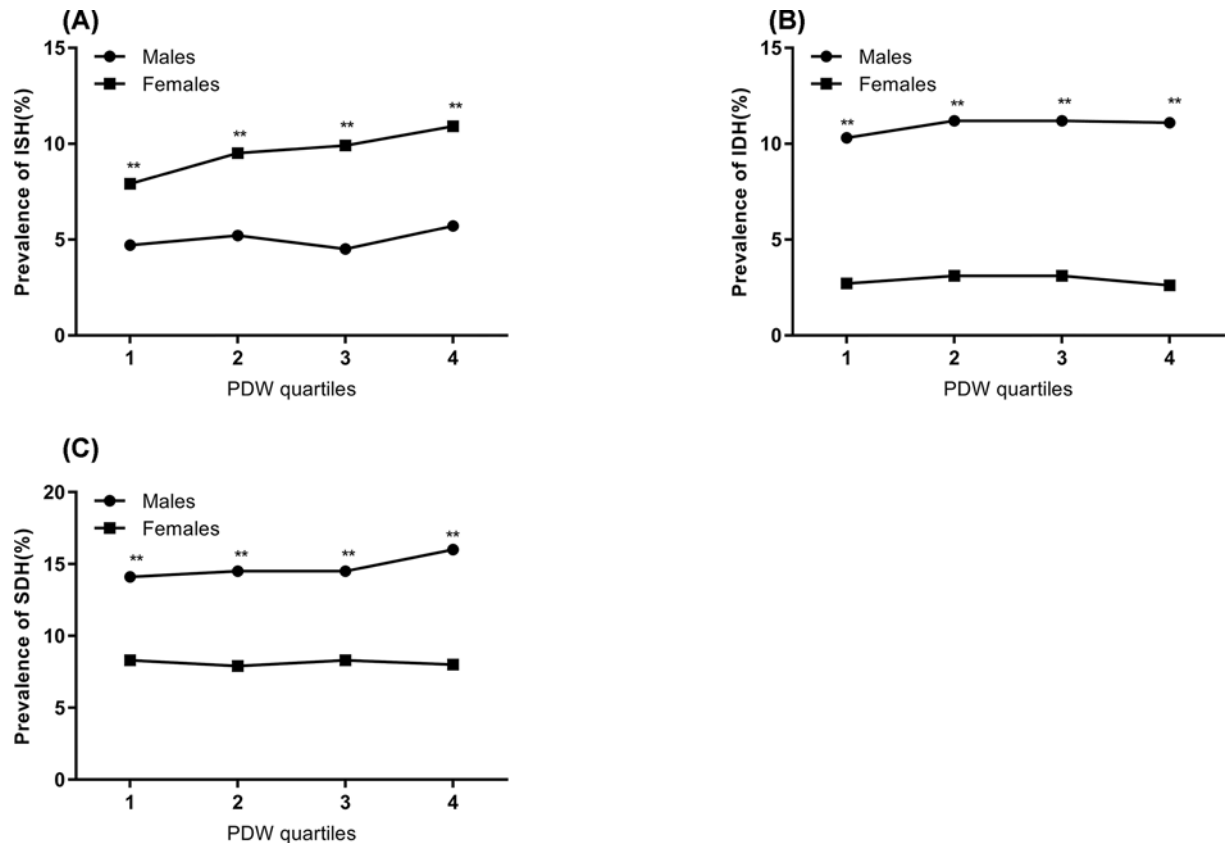 (A)
Prevalence of ISH(%)
15
10
5
0
Males
Females
**
**
**
**
1 2 3 4
PDW quartiles
(B)
Prevalence of IDH(%)
15
10
5
0
Males
Females
**
**
**
**
1 2 3 4
PDW quartiles
(C)
Prevalence of SDH(%)
20
15
10
5
0
Males
Females
**
**
**
**
1 2 3 4
PDW quartiles